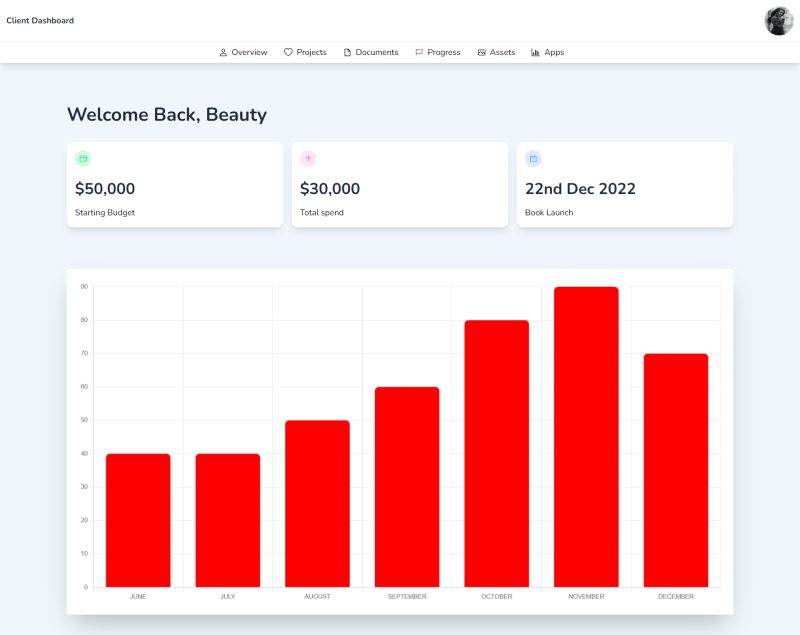 Client Dashboard
Overview Projects Documents Progress Assets Apps
Welcome Back, Beauty
$50,000
Starting Budget
$30,000
Total spend
22nd Dec 2022
Book Launch
90
80
70
60
50
40
30
20
10
0
JUNE JULY AUGUST SEPTEMBER OCTOBER NOVEMBER DECEMBER